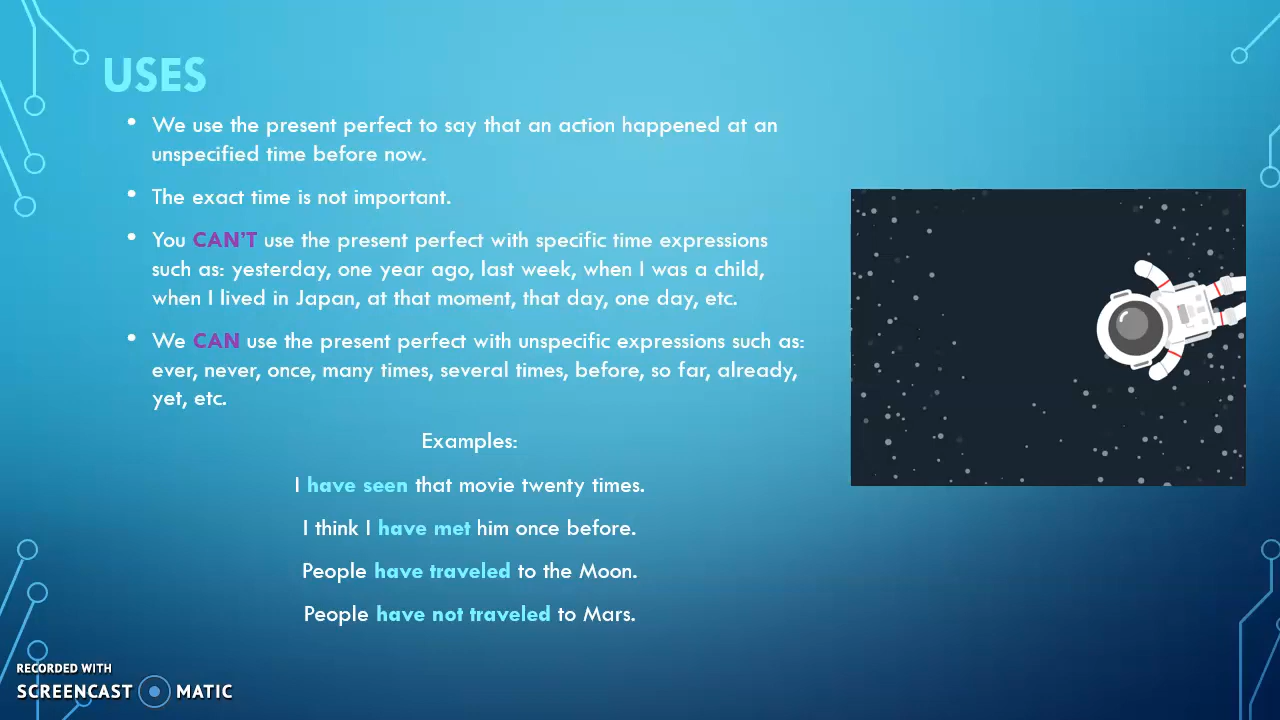 USES
• We use the present perfect to say that an action happened at an
unspecified time before now.
• The exact time is not important.
• You CAN'T use the present perfect with specific time expressions
such as: yesterday, one year ago, last week, when I was a child,
when I lived in Japan, at that moment, that day, one day, etc.
• We CAN use the present perfect with unspecific expressions such as:
ever, never, once, many times, several times, before, so far, already,
yet, etc.
Examples:
I have seen that movie twenty times.
I think I have met him once before.
People have traveled to the Moon.
People have not traveled to Mars.
RECORDED WITH
SCREENCAST MATIC